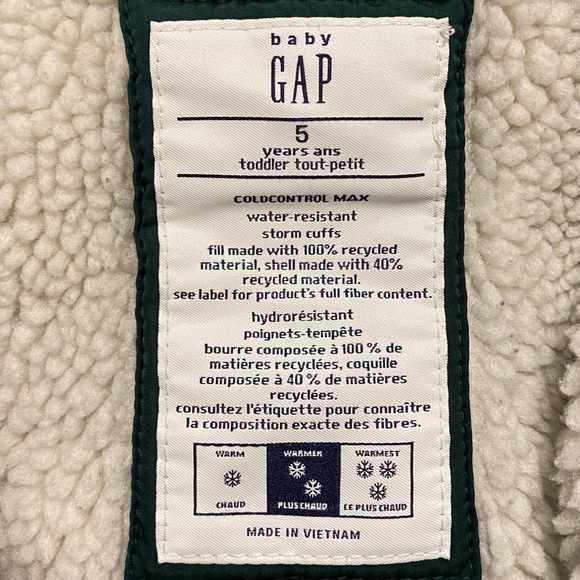 baby
GAP
5
years ans
toddler tout-petit
COLDCONTROL MAX
water-resistant
storm cuffs
fill made with 100% recycled
material, shell made with 40%
recycled material.
see label for product's full fiber content.
hydrorésistant
poignets-tempête
bourre composée à 100 % de
matières recyclées, coquille
composée à 40 % de matières
recyclées.
consultez l'étiquette pour connaître
la composition exacte des fibres.
WARM WARMER WARMEST
CHAUD PLUS CHAUD LE PLUS CHAUD
MADE IN VIETNAM